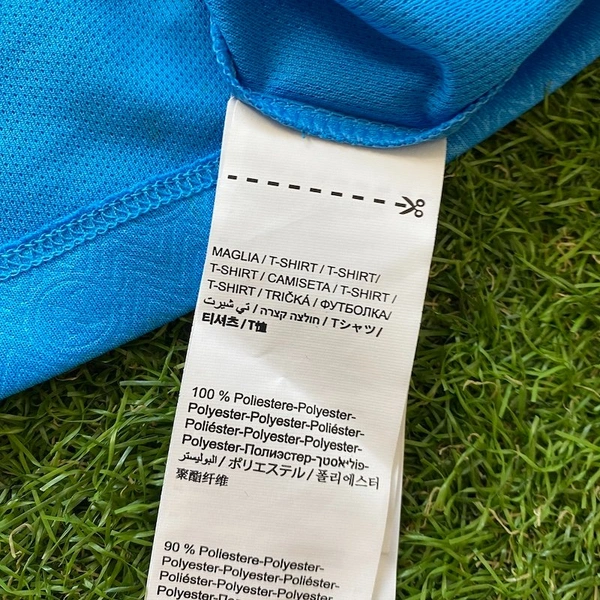 MAGLIA / T-SHIRT / T-SHIRT/
T-SHIRT / CAMISETA / T-SHIRT /
T-SHIRT / TRIČKÁ / ФУТБОЛКА/
تي شيرت / חולצה קצרה / Tシャツ/
티셔츠 / T恤
100 % Poliestere-Polyester-
Polyester-Polyester-Poliéster-
Poliéster-Polyester-Polyester-
Polyester-Полиэстер-פוליאסטר-
البوليستر / ポリエステル / 폴리에스터
聚酯纤维
90 % Poliestere-Polyester-
Polyester-Polyester-Poliéster-
Poliéster-Polyester-Polyester-